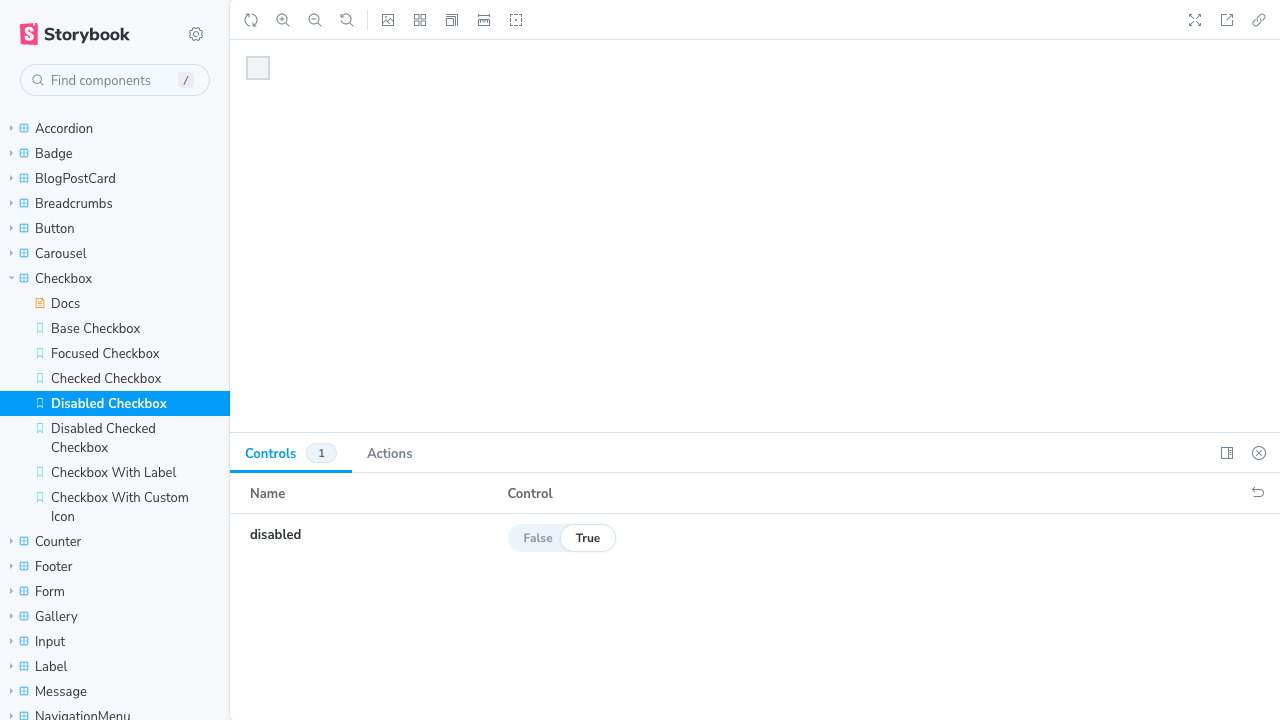 Storybook
Find components
/
Accordion
Badge
BlogPostCard
Breadcrumbs
Button
Carousel
Checkbox
Docs
Base Checkbox
Focused Checkbox
Checked Checkbox
Disabled Checkbox
Disabled Checked
Checkbox
Checkbox With Label
Checkbox With Custom
Icon
Counter
Footer
Form
Gallery
Input
Label
Message
NavigationMenu
Controls 1 Actions
Name Control
disabled False True